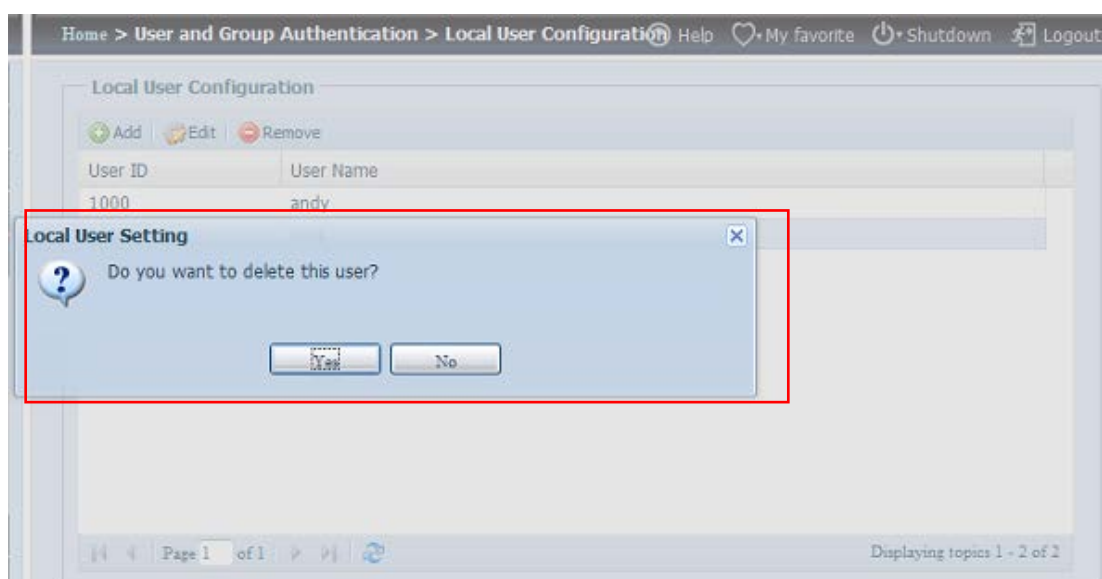 Home > User and Group Authentication > Local User Configuration Help My favorite Shutdown Logout
Local User Configuration
Add Edit Remove
User ID User Name
1000 andy
Local User Setting
Do you want to delete this user?
Yes No
Page 1 of 1 Displaying topics 1 - 2 of 2